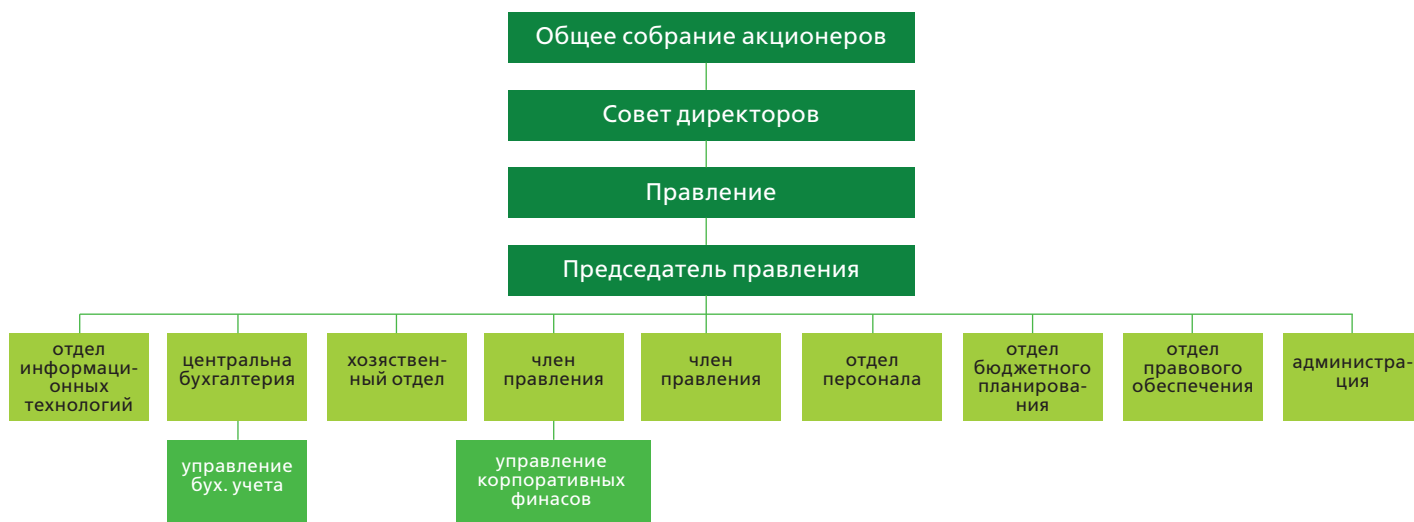 Общее собрание акционеров
Совет директоров
Правление
Председатель правления
отдел
информаци-
онных
технологий
центральна
бухгалтерия
хозяственн-
ный отдел
член
правления
член
правления
отдел
персонала
отдел
бюджетного
планирова-
ния
отдел
правового
обеспечения
администра-
ция
управление
бух. учета
управление
корпоративных
финасов